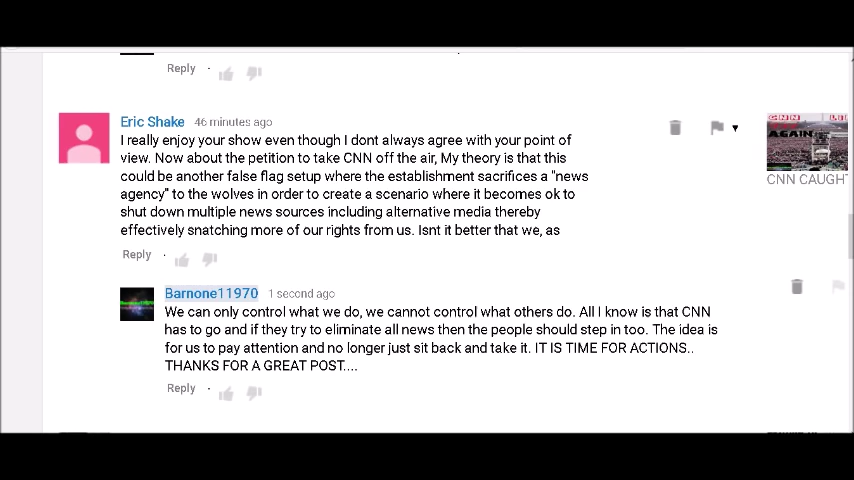 Reply ·
Eric Shake 46 minutes ago
I really enjoy your show even though I dont always agree with your point of
view. Now about the petition to take CNN off the air, My theory is that this
could be another false flag setup where the establishment sacrifices a "news
agency" to the wolves in order to create a scenario where it becomes ok to
shut down multiple news sources including alternative media thereby
effectively snatching more of our rights from us. Isnt it better that we, as
Reply ·
AGAIN
CNN CAUGHT
Barnone11970 1 second ago
We can only control what we do, we cannot control what others do. All I know is that CNN
has to go and if they try to eliminate all news then the people should step in too. The idea is
for us to pay attention and no longer just sit back and take it. IT IS TIME FOR ACTIONS..
THANKS FOR A GREAT POST....
Reply ·